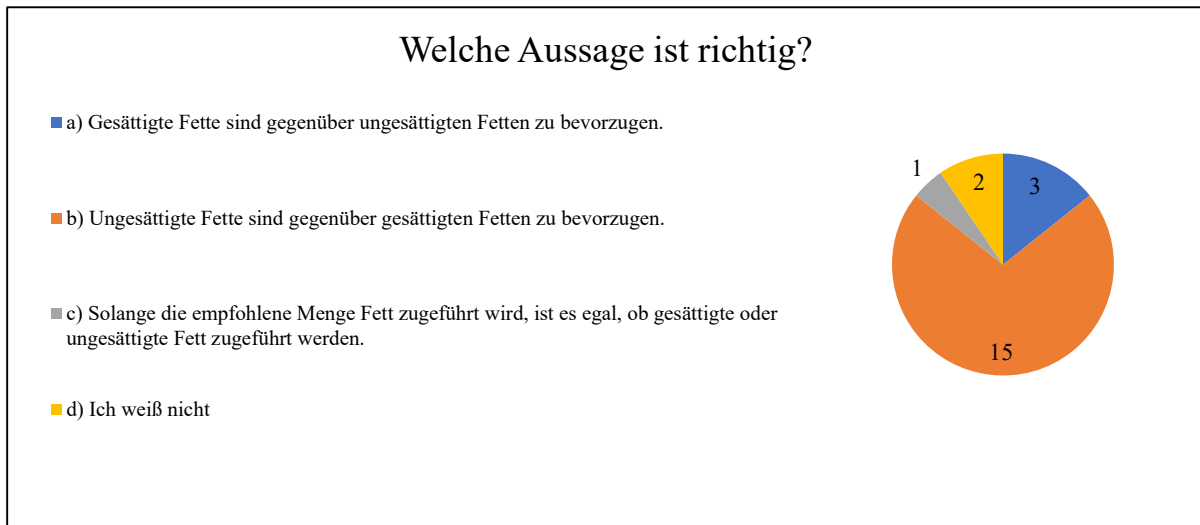 Welche Aussage ist richtig?
a) Gesättigte Fette sind gegenüber ungesättigten Fetten zu bevorzugen.
b) Ungesättigte Fette sind gegenüber gesättigten Fetten zu bevorzugen.
c) Solange die empfohlene Menge Fett zugeführt wird, ist es egal, ob gesättigte oder
ungesättigte Fett zugeführt werden.
d) Ich weiß nicht
1
2
3
15